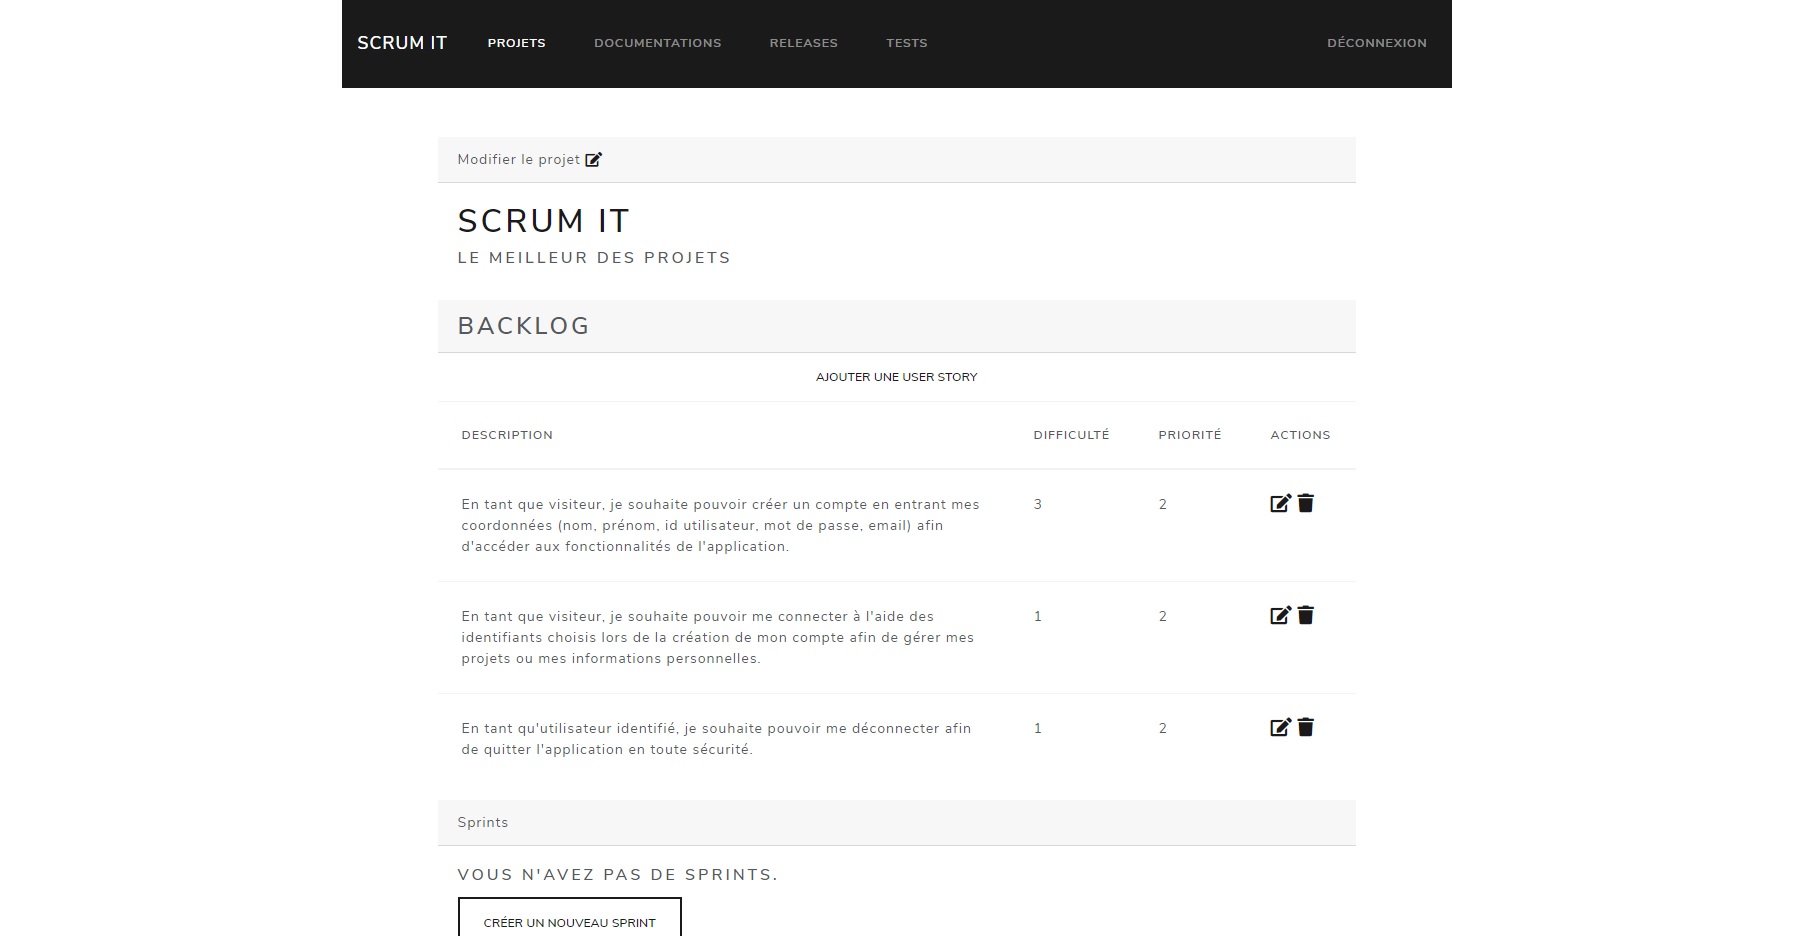 SCRUM IT PROJETS DOCUMENTATIONS RELEASES TESTS DÉCONNEXION
Modifier le projet
SCRUM IT
LE MEILLEUR DES PROJETS
BACKLOG
AJOUTER UNE USER STORY
DESCRIPTION DIFFICULTÉ PRIORITÉ ACTIONS
En tant que visiteur, je souhaite pouvoir créer un compte en entrant mes 3 2
coordonnées (nom, prénom, id utilisateur, mot de passe, email) afin
d'accéder aux fonctionnalités de l'application.
En tant que visiteur, je souhaite pouvoir me connecter à l'aide des 1 2
identifiants choisis lors de la création de mon compte afin de gérer mes
projets ou mes informations personnelles.
En tant qu'utilisateur identifié, je souhaite pouvoir me déconnecter afin 1 2
de quitter l'application en toute sécurité.
Sprints
VOUS N'AVEZ PAS DE SPRINTS.
CRÉER UN NOUVEAU SPRINT